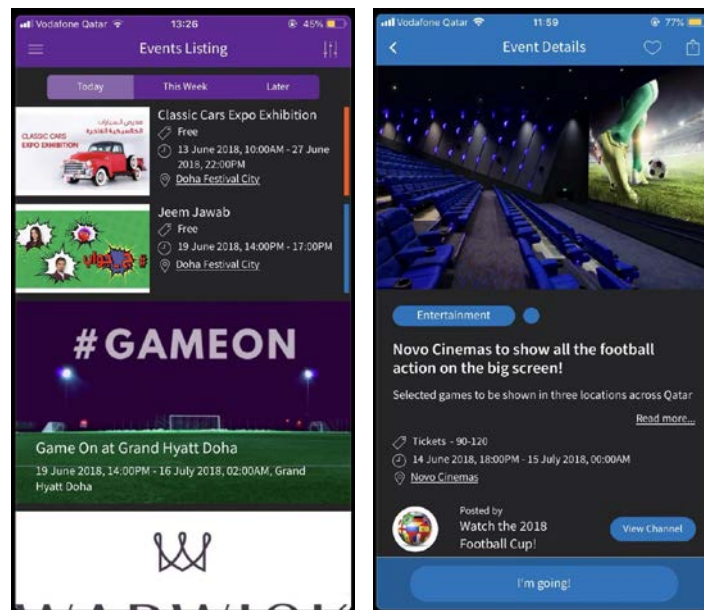 Vodafone Qatar 13:26 45%
Events Listing
Today This Week Later
معرض السيارات
الكلاسيكية الفاخرة
CLASSIC CARS
EXPO EXHIBITION
Classic Cars Expo Exhibition
Free
13 June 2018, 10:00AM - 27 June
2018, 22:00PM
Doha Festival City
Jeem Jawab
Free
19 June 2018, 14:00PM - 17:00PM
Doha Festival City
#GAMEON
Game On at Grand Hyatt Doha
19 June 2018, 14:00PM - 16 July 2018, 02:00AM, Grand
Hyatt Doha
WARWICK
Vodafone Qatar 11:59 77%
Event Details
Entertainment
Novo Cinemas to show all the football
action on the big screen!
Selected games to be shown in three locations across Qatar
Read more...
Tickets - 90-120
14 June 2018, 18:00PM - 15 July 2018, 00:00AM
Novo Cinemas
Posted by
Watch the 2018
Football Cup!
View Channel
I'm going!